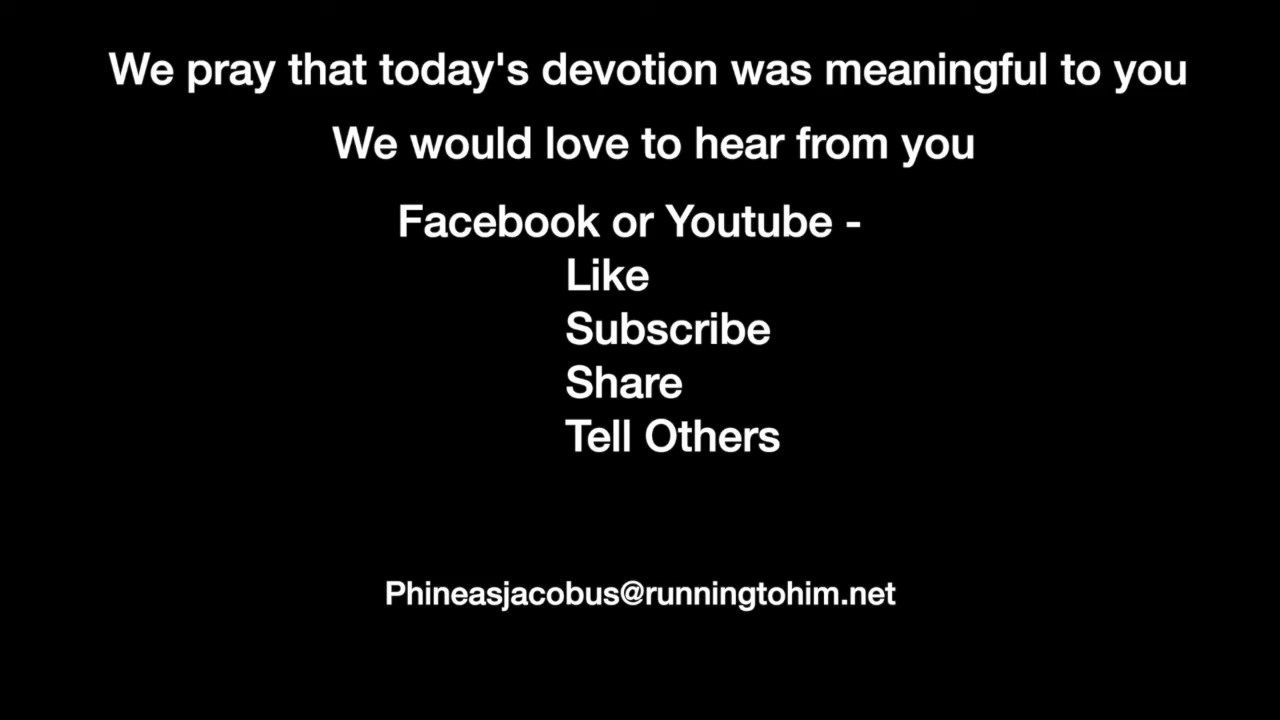 We pray that today's devotion was meaningful to you
We would love to hear from you
Facebook or Youtube -
Like
Subscribe
Share
Tell Others
Phineasjacobus@runningtohim.net